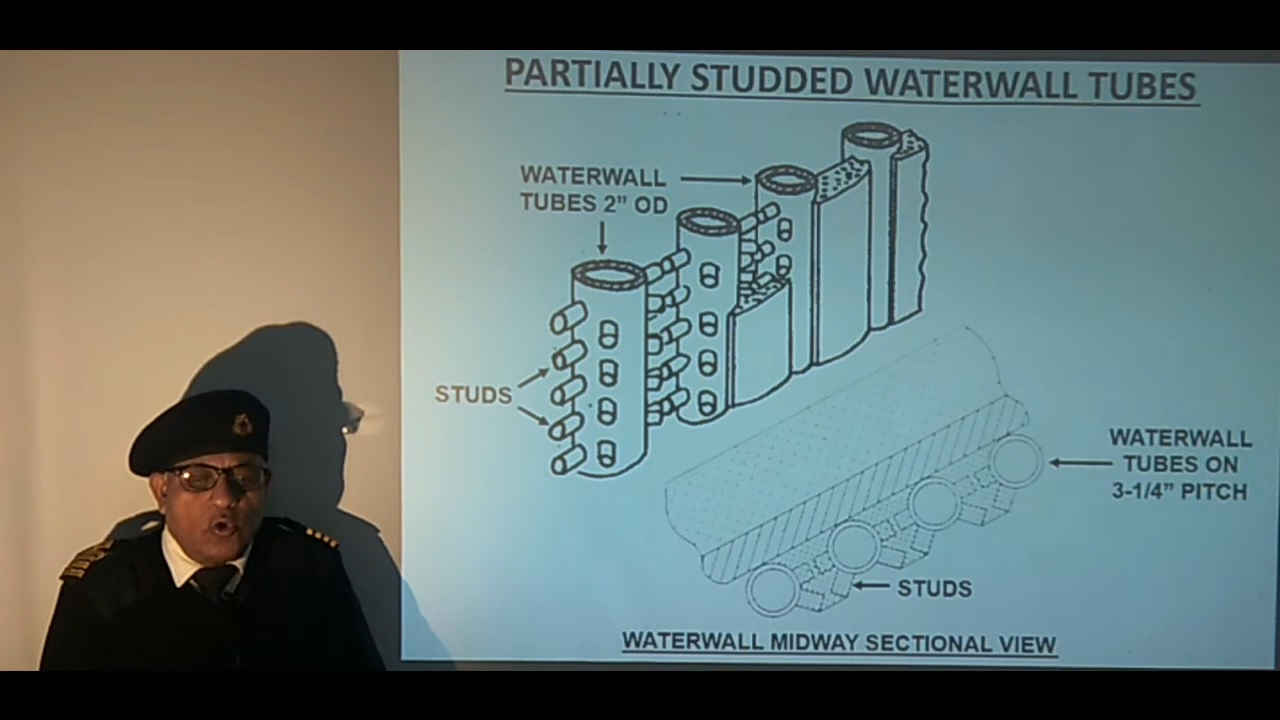 PARTIALLY STUDDED WATERWALL TUBES
WATERWALL
TUBES 2” OD
STUDS
WATERWALL
TUBES ON
3-1/4” PITCH
STUDS
WATERWALL MIDWAY SECTIONAL VIEW